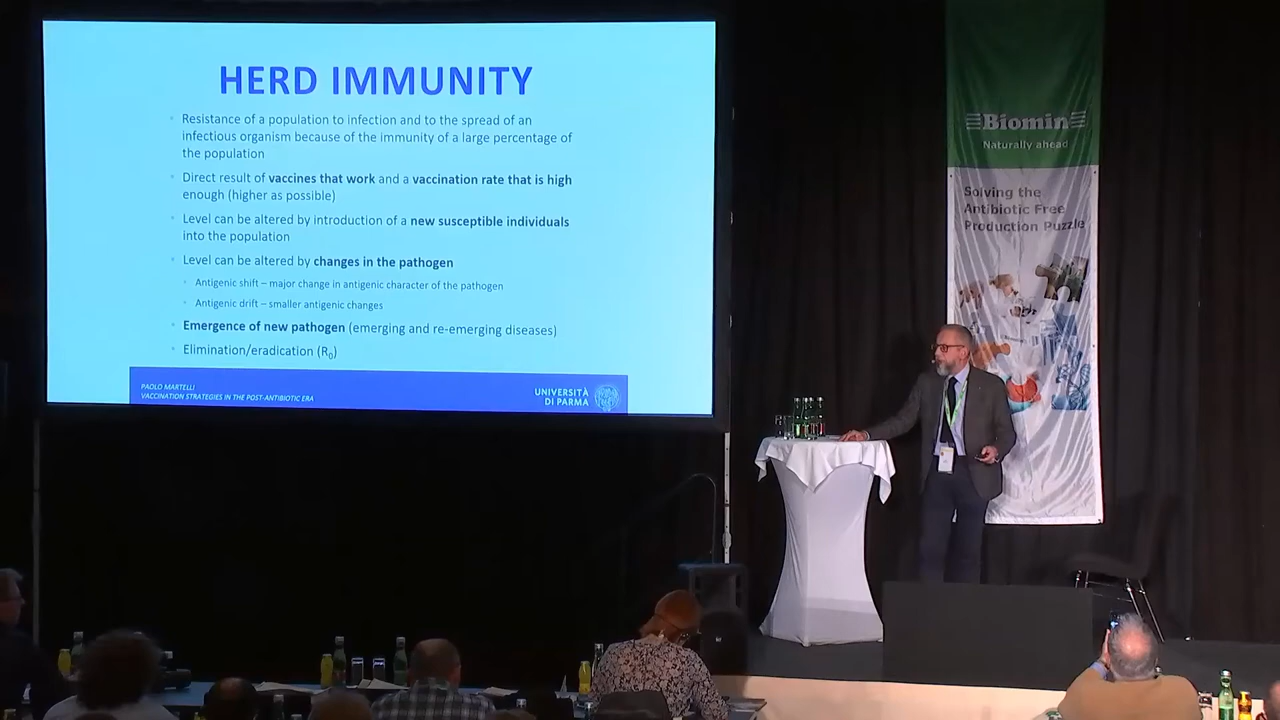 HERD IMMUNITY
Resistance of a population to infection and to the spread of an
infectious organism because of the immunity of a large percentage of
the population
Direct result of vaccines that work and a vaccination rate that is high
enough (higher as possible)
Level can be altered by introduction of a new susceptible individuals
into the population
Level can be altered by changes in the pathogen
Antigenic shift – major change in antigenic character of the pathogen
Antigenic drift – smaller antigenic changes
Emergence of new pathogen (emerging and re-emerging diseases)
Elimination/eradication (R0)
PAOLO MARTELLI
VACCINATION STRATEGIES IN THE POST-ANTIBIOTIC ERA
UNIVERSITÀ
DI PARMA
Biomin
Naturally ahead
Solving the
Antibiotic Free
Production Puzzle